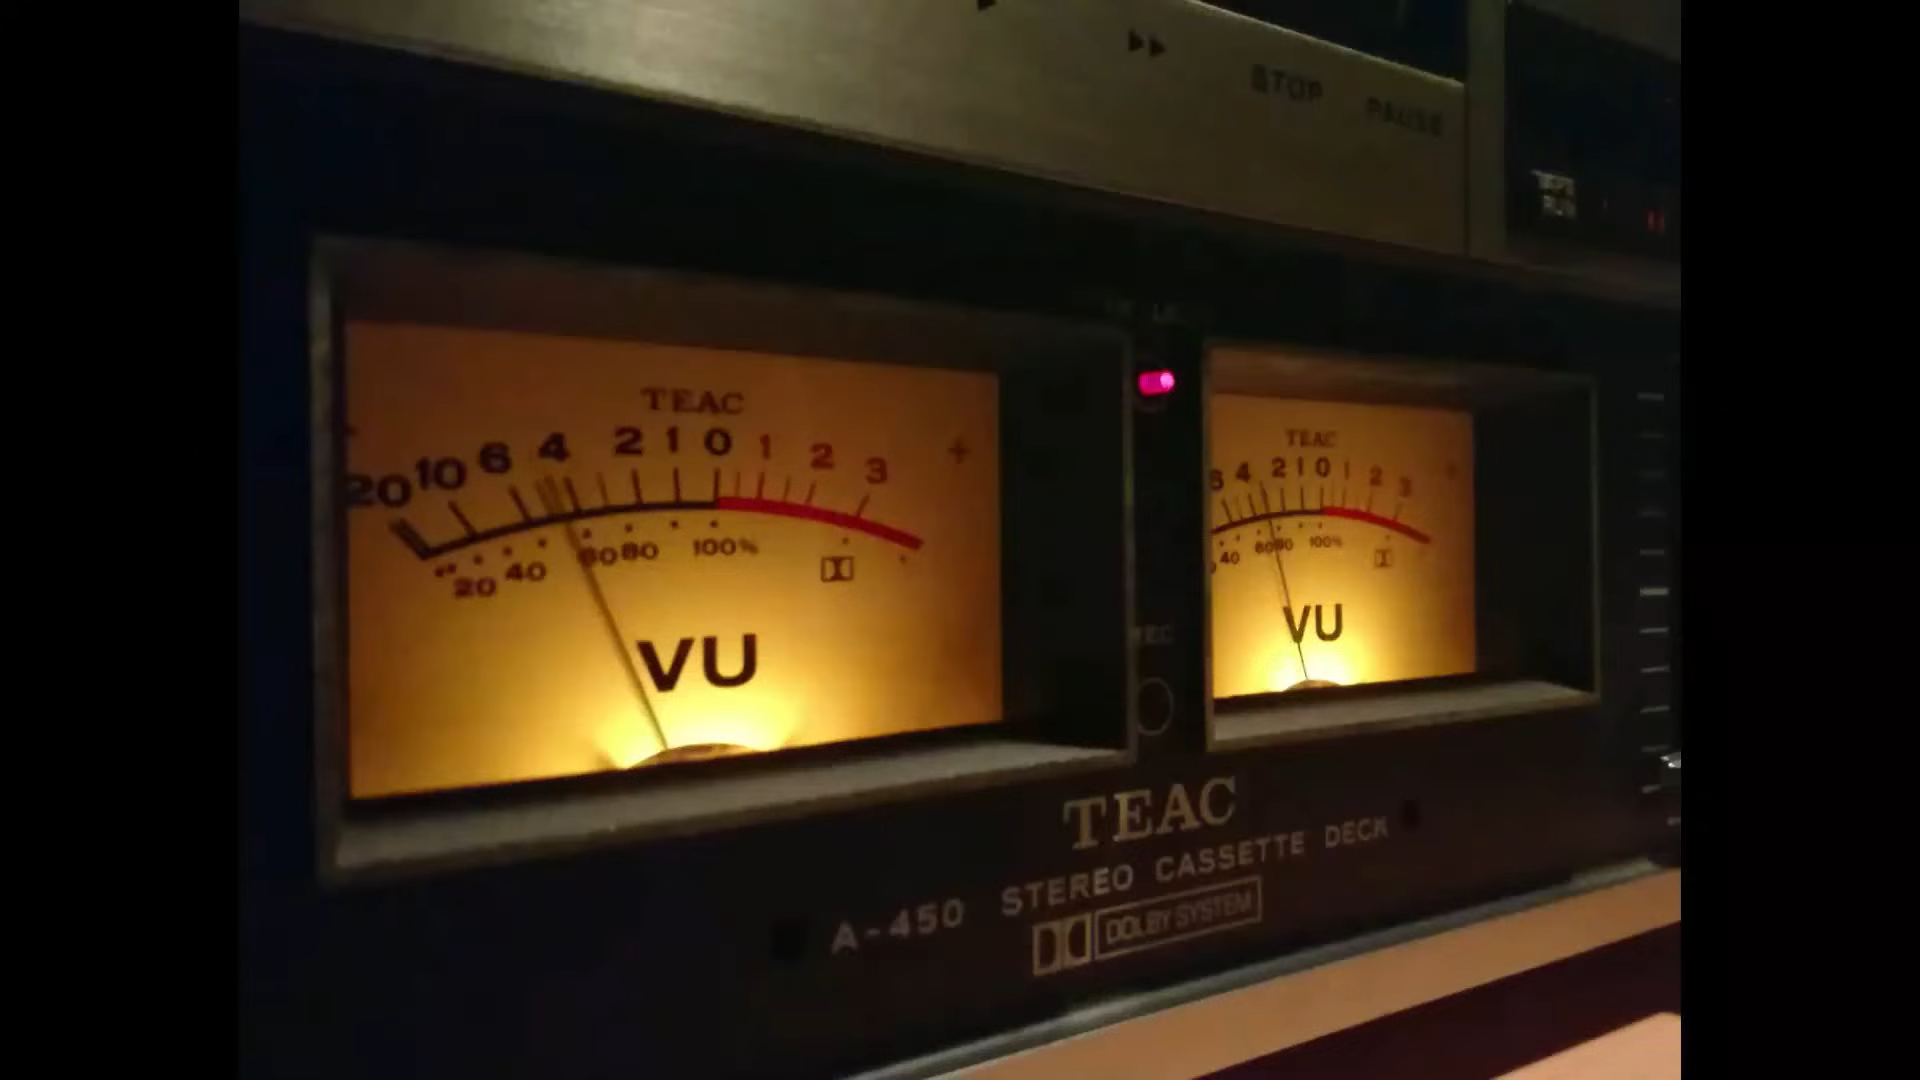 STOP PAUSE
TEAC
20 10 6 4 2 1 0 1 2 3 +
20 40 60 80 100%
VU
TEAC
6 4 2 1 0 1 2 3 +
40 60 80 100%
VU
REC
TEAC
A-450 STEREO CASSETTE DECK
DOLBY SYSTEM